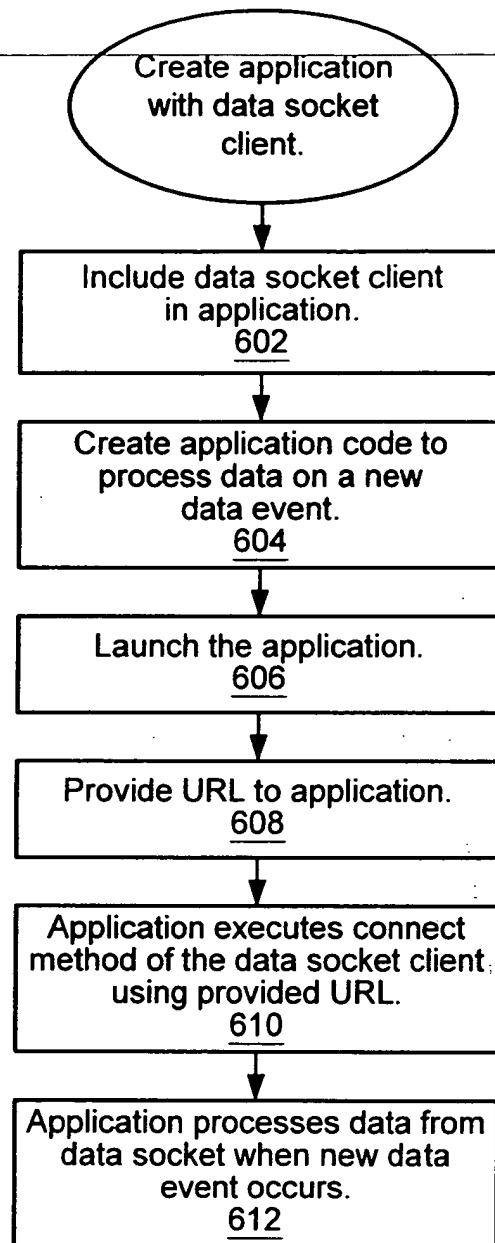 Create application
with data socket
client.
Include data socket client
in application.
602
Create application code to
process data on a new
data event.
604
Launch the application.
606
Provide URL to application.
608
Application executes connect
method of the data socket client
using provided URL.
610
Application processes data from
data socket when new data
event occurs.
612